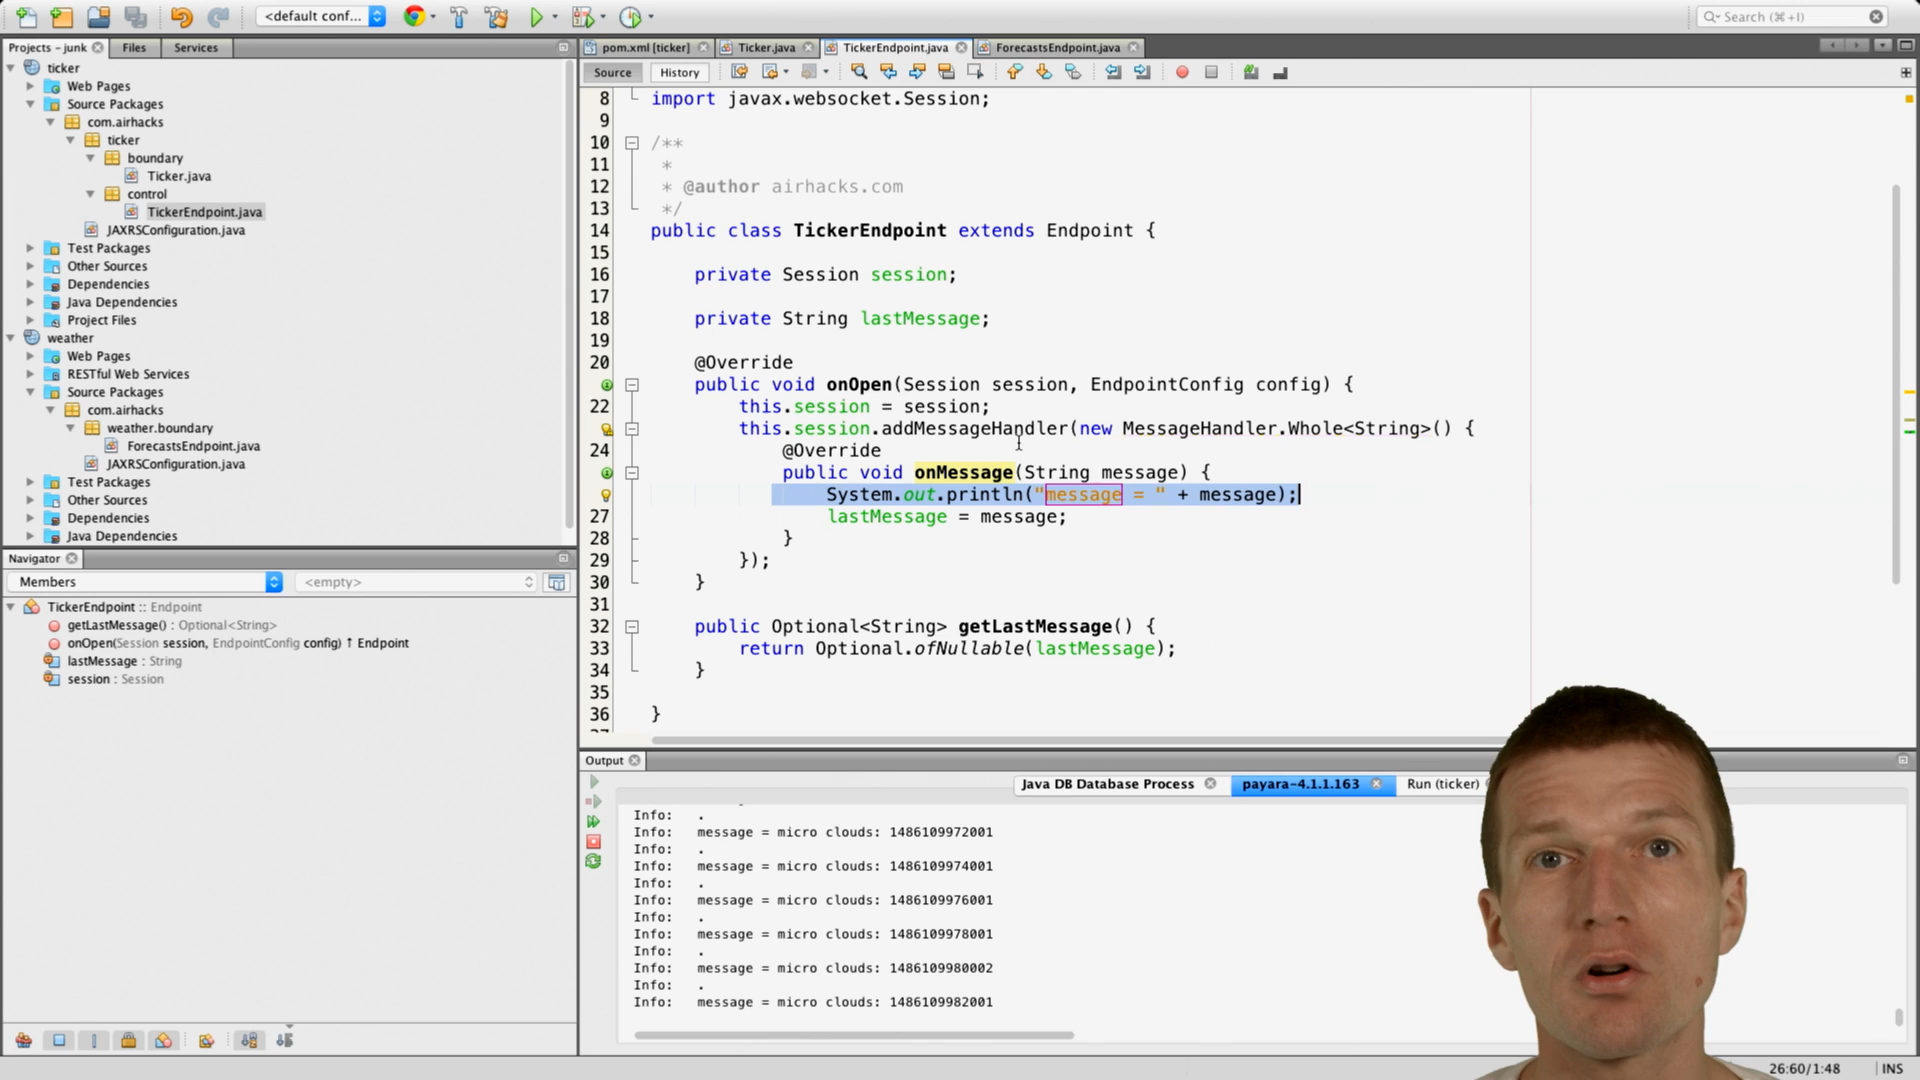 <default conf...
Search (⌘+I)
Projects – junk
Files
Services
ticker
Web Pages
Source Packages
com.airhacks
ticker
boundary
Ticker.java
control
TickerEndpoint.java
JAXRSConfiguration.java
Test Packages
Other Sources
Dependencies
Java Dependencies
Project Files
weather
Web Pages
RESTful Web Services
Source Packages
com.airhacks
weather.boundary
ForecastsEndpoint.java
JAXRSConfiguration.java
Test Packages
Other Sources
Dependencies
Java Dependencies
Navigator
Members
<empty>
TickerEndpoint :: Endpoint
getLastMessage() : Optional<String>
onOpen(Session session, EndpointConfig config) ↑ Endpoint
lastMessage : String
session : Session
pom.xml [ticker]
Ticker.java
TickerEndpoint.java
ForecastsEndpoint.java
Source
History
8 import javax.websocket.Session;
9
10 /**
11 *
12 * @author airhacks.com
13 */
14 public class TickerEndpoint extends Endpoint {
15
16 private Session session;
17
18 private String lastMessage;
19
20 @Override
public void onOpen(Session session, EndpointConfig config) {
22 this.session = session;
this.session.addMessageHandler(new MessageHandler.Whole<String>() {
24 @Override
public void onMessage(String message) {
System.out.println("message = " + message);
27 lastMessage = message;
28 }
29 });
30 }
31
32 public Optional<String> getLastMessage() {
33 return Optional.ofNullable(lastMessage);
34 }
35
36 }
Output
Java DB Database Process
payara-4.1.1.163
Run (ticker)
Info: .
Info: message = micro clouds: 1486109972001
Info: .
Info: message = micro clouds: 1486109974001
Info: .
Info: message = micro clouds: 1486109976001
Info: .
Info: message = micro clouds: 1486109978001
Info: .
Info: message = micro clouds: 1486109980002
Info: .
Info: message = micro clouds: 1486109982001
26:60/1:48
INS